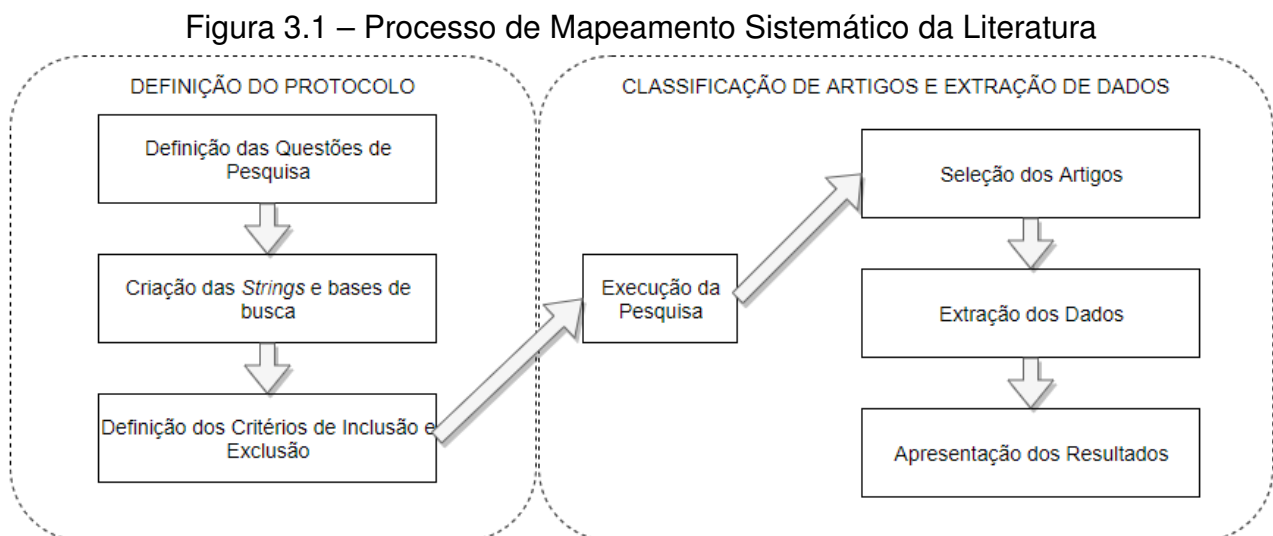 Figura 3.1 – Processo de Mapeamento Sistemático da Literatura
DEFINIÇÃO DO PROTOCOLO
Definição das Questões de
Pesquisa
Criação das Strings e bases de
busca
Definição dos Critérios de Inclusão e
Exclusão
CLASSIFICAÇÃO DE ARTIGOS E EXTRAÇÃO DE DADOS
Execução da
Pesquisa
Seleção dos Artigos
Extração dos Dados
Apresentação dos Resultados